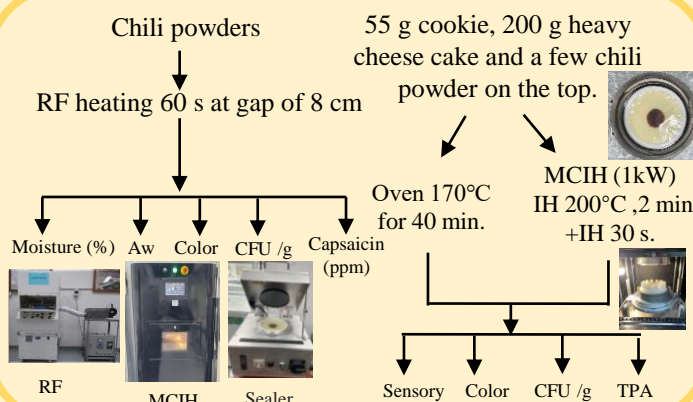 Chili powders
RF heating 60 s at gap of 8 cm
Moisture (%)
Aw
Color
CFU /g
Capsaicin
(ppm)
RF
MCIH
Sealer
55 g cookie, 200 g heavy
cheese cake and a few chili
powder on the top.
Oven 170°C
for 40 min.
MCIH (1kW)
IH 200°C ,2 min
+IH 30 s.
Sensory
Color
CFU /g
TPA